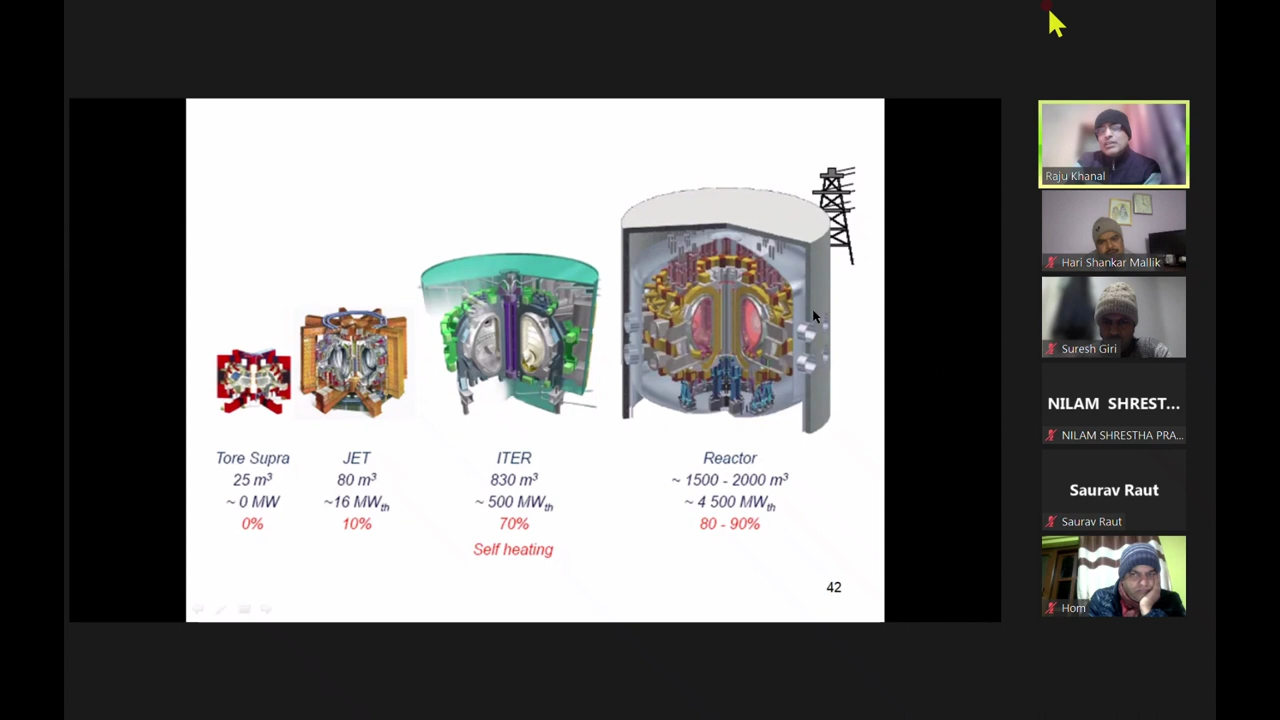 Tore Supra
25 m³
~ 0 MW
0%
JET
80 m³
~16 MWth
10%
ITER
830 m³
~ 500 MWth
70%
Self heating
Reactor
~ 1500 - 2000 m³
~ 4 500 MWth
80 - 90%
42
Raju Khanal
Hari Shankar Mallik
Suresh Giri
NILAM SHREST...
NILAM SHRESTHA PRA...
Saurav Raut
Saurav Raut
Hom